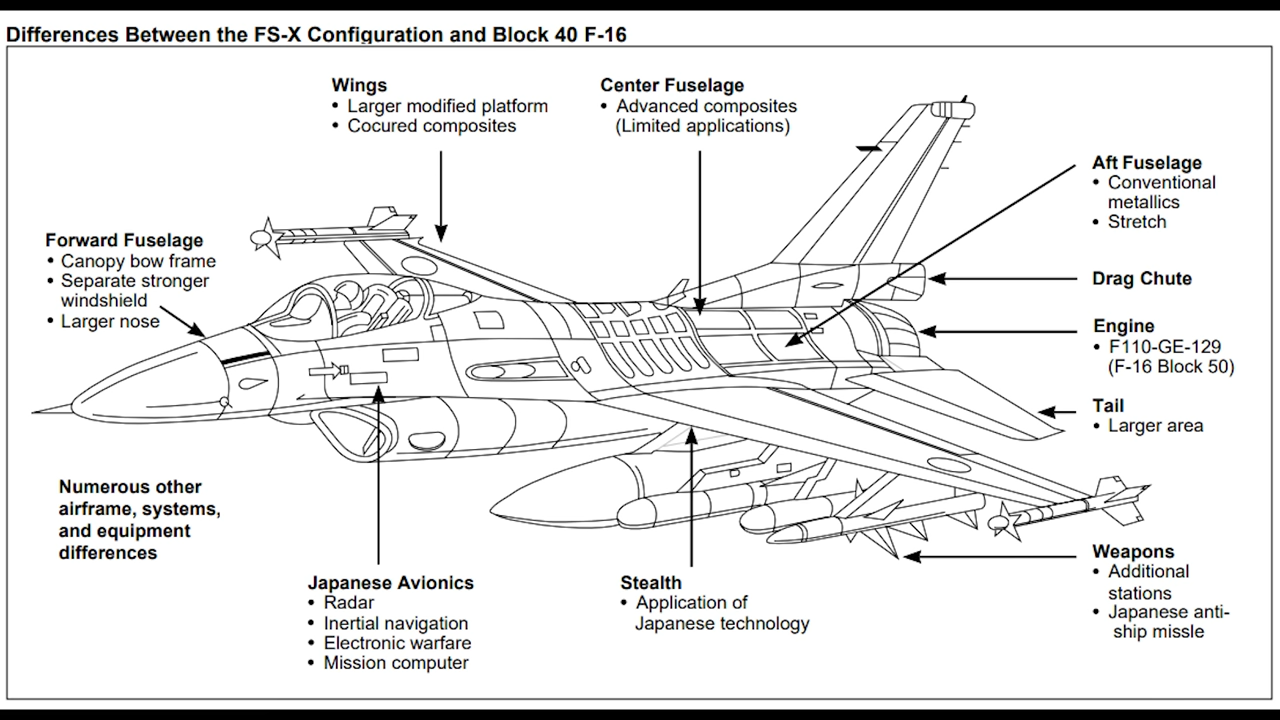 Differences Between the FS-X Configuration and Block 40 F-16
Wings
• Larger modified platform
• Cocured composites
Center Fuselage
• Advanced composites
(Limited applications)
Aft Fuselage
• Conventional
metallics
• Stretch
Forward Fuselage
• Canopy bow frame
• Separate stronger
windshield
• Larger nose
Drag Chute
Engine
• F110-GE-129
(F-16 Block 50)
Tail
• Larger area
Numerous other
airframe, systems,
and equipment
differences
Japanese Avionics
• Radar
• Inertial navigation
• Electronic warfare
• Mission computer
Stealth
• Application of
Japanese technology
Weapons
• Additional
stations
• Japanese anti-
ship missle